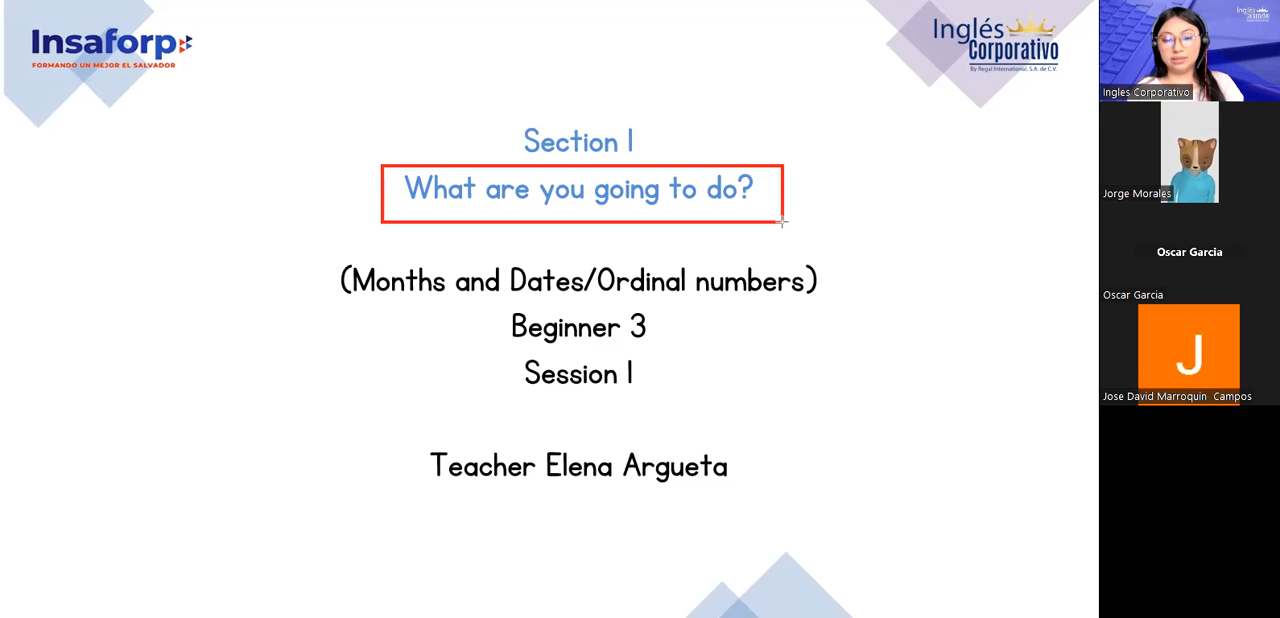 Insaforp
FORMANDO UN MEJOR EL SALVADOR
Inglés
Corporativo
By Regal International, S.A. de C.V.
Section 1
What are you going to do?
(Months and Dates/Ordinal numbers)
Beginner 3
Session 1
Teacher Elena Argueta
Inglés
Corporativo
Ingles Corporativo
Jorge Morales
Oscar Garcia
Oscar Garcia
J
Jose David Marroquin Campos